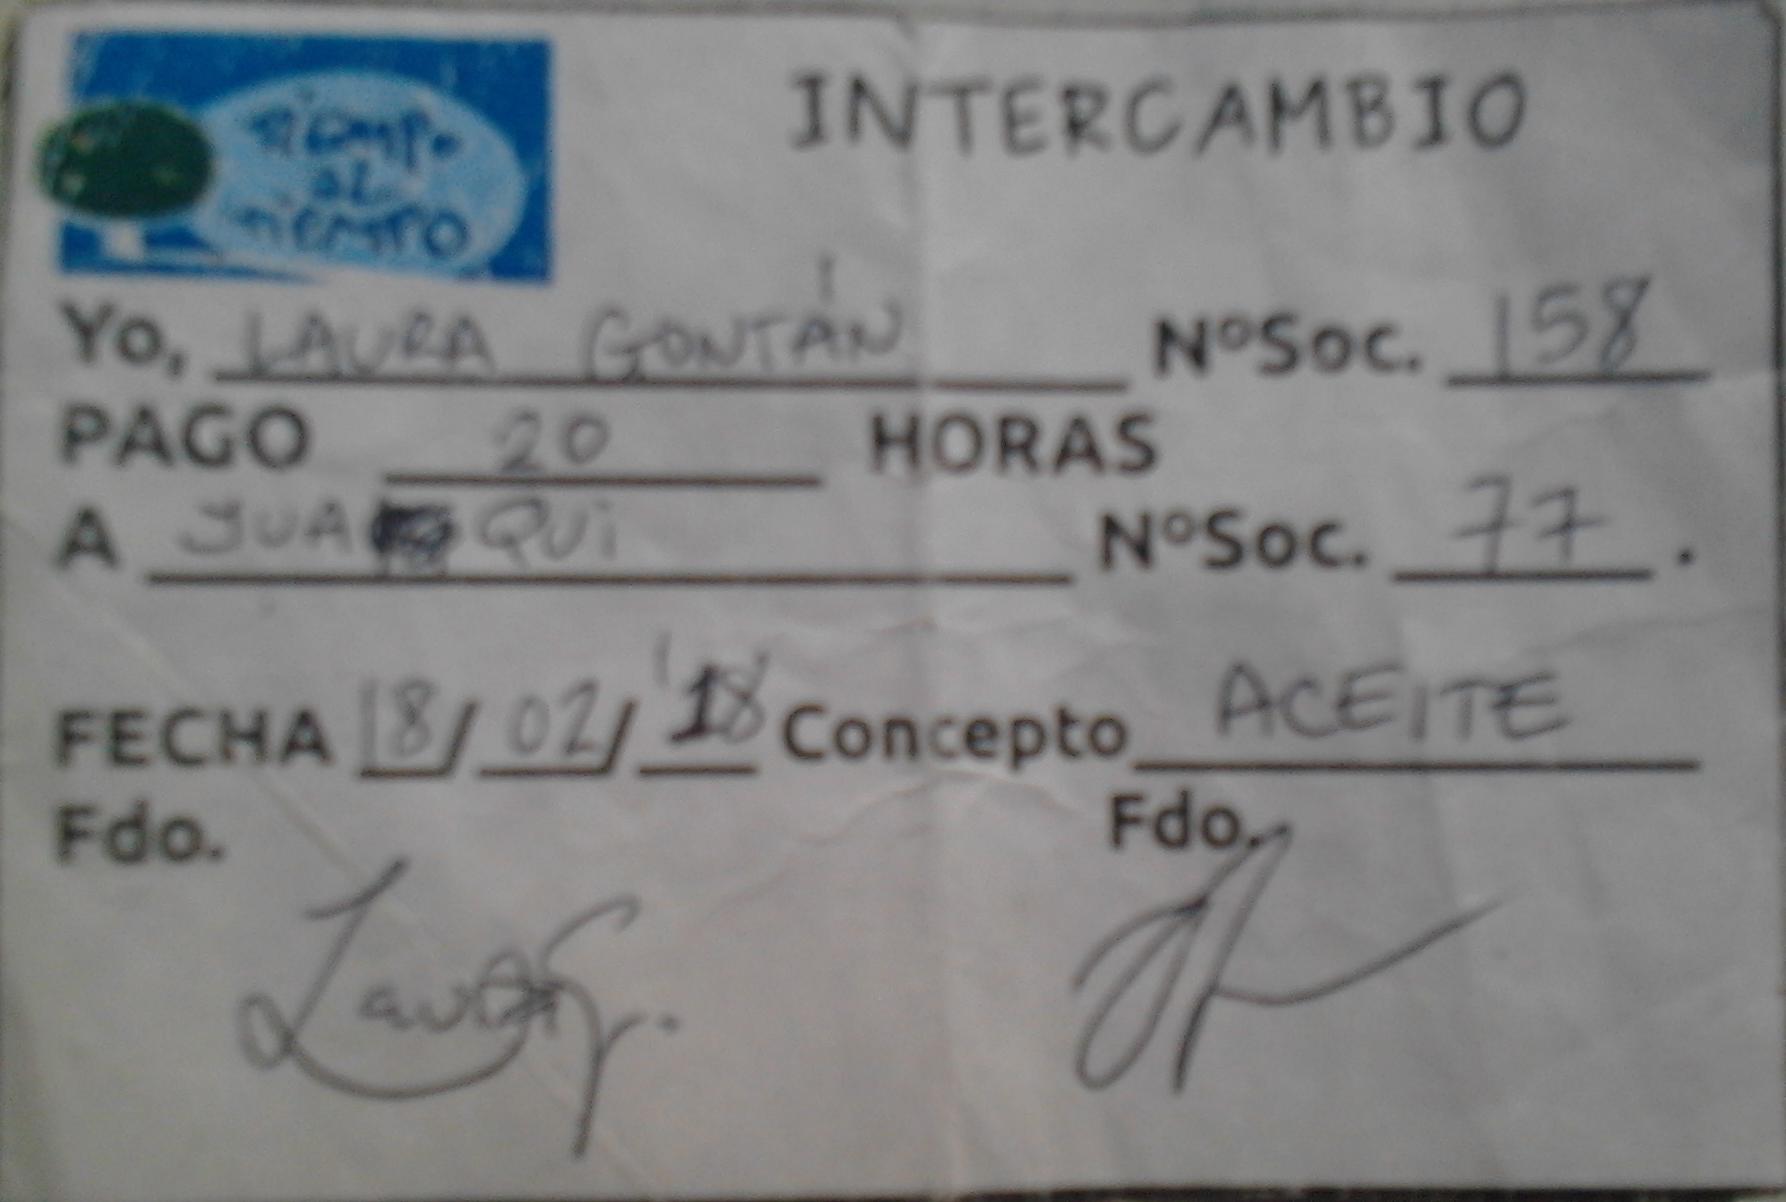 TIEMPO
AL
TIEMPO
INTERCAMBIO
Yo, LAURA GONTÁN NºSoc. 158
PAGO 20 HORAS
A JUA QUI NºSoc. 77.
FECHA 18/02/'18 Concepto ACEITE
Fdo. Fdo.
Laura G.